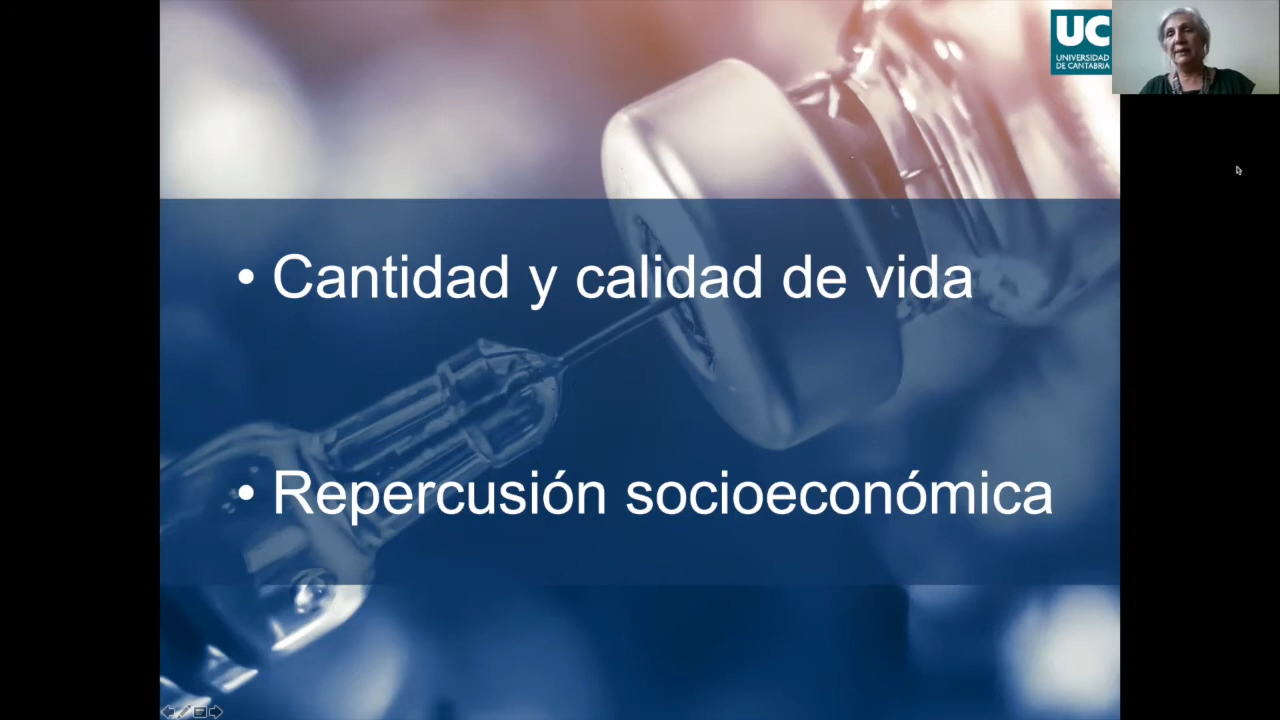 UC
UNIVERSIDAD
DE CANTABRIA
• Cantidad y calidad de vida
• Repercusión socioeconómica